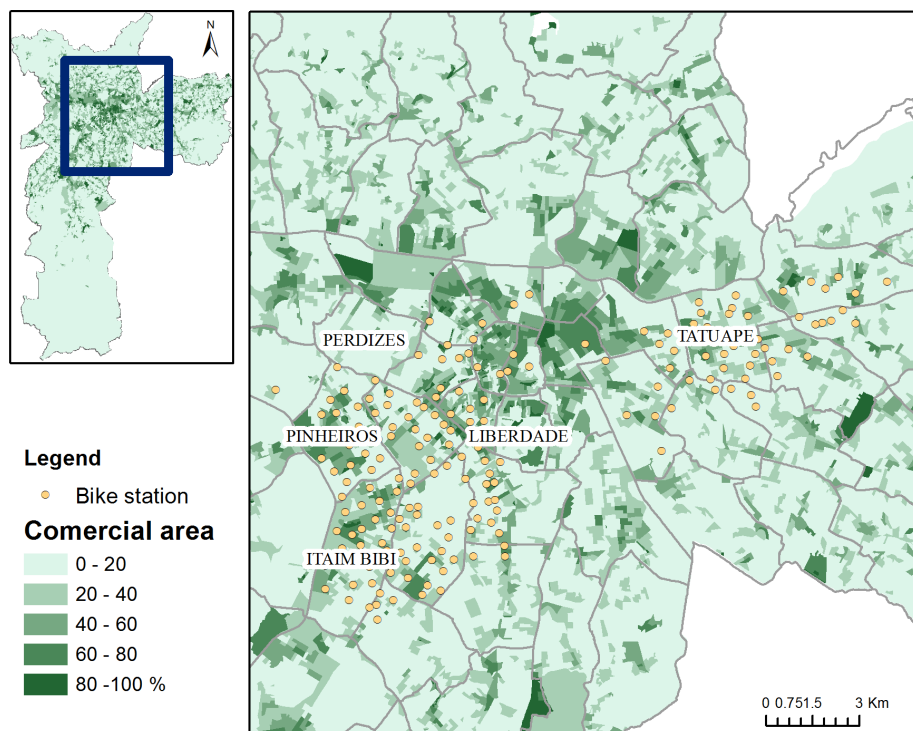 N
PERDIZES
TATUAPE
PINHEIROS
LIBERDADE
ITAIM BIBI
Legend
Bike station
Comercial area
0 - 20
20 - 40
40 - 60
60 - 80
80 -100 %
0 0.751.5 3 Km